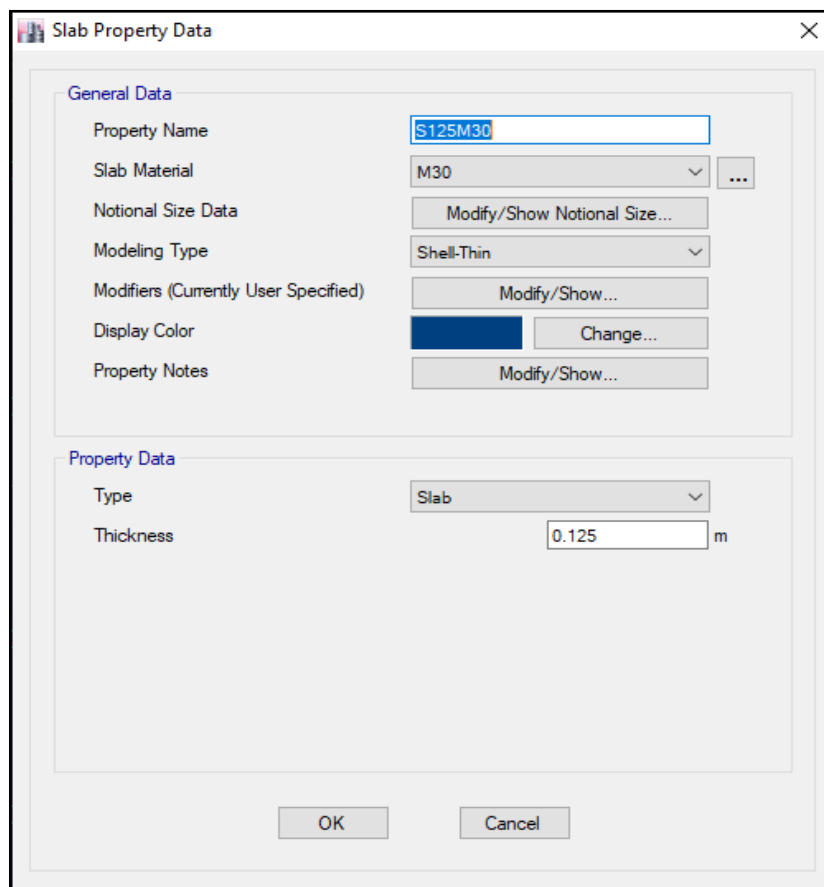 Slab Property Data
General Data
Property Name S125M30
Slab Material M30 ...
Notional Size Data Modify/Show Notional Size...
Modeling Type Shell-Thin
Modifiers (Currently User Specified) Modify/Show...
Display Color Change...
Property Notes Modify/Show...
Property Data
Type Slab
Thickness 0.125 m
OK Cancel